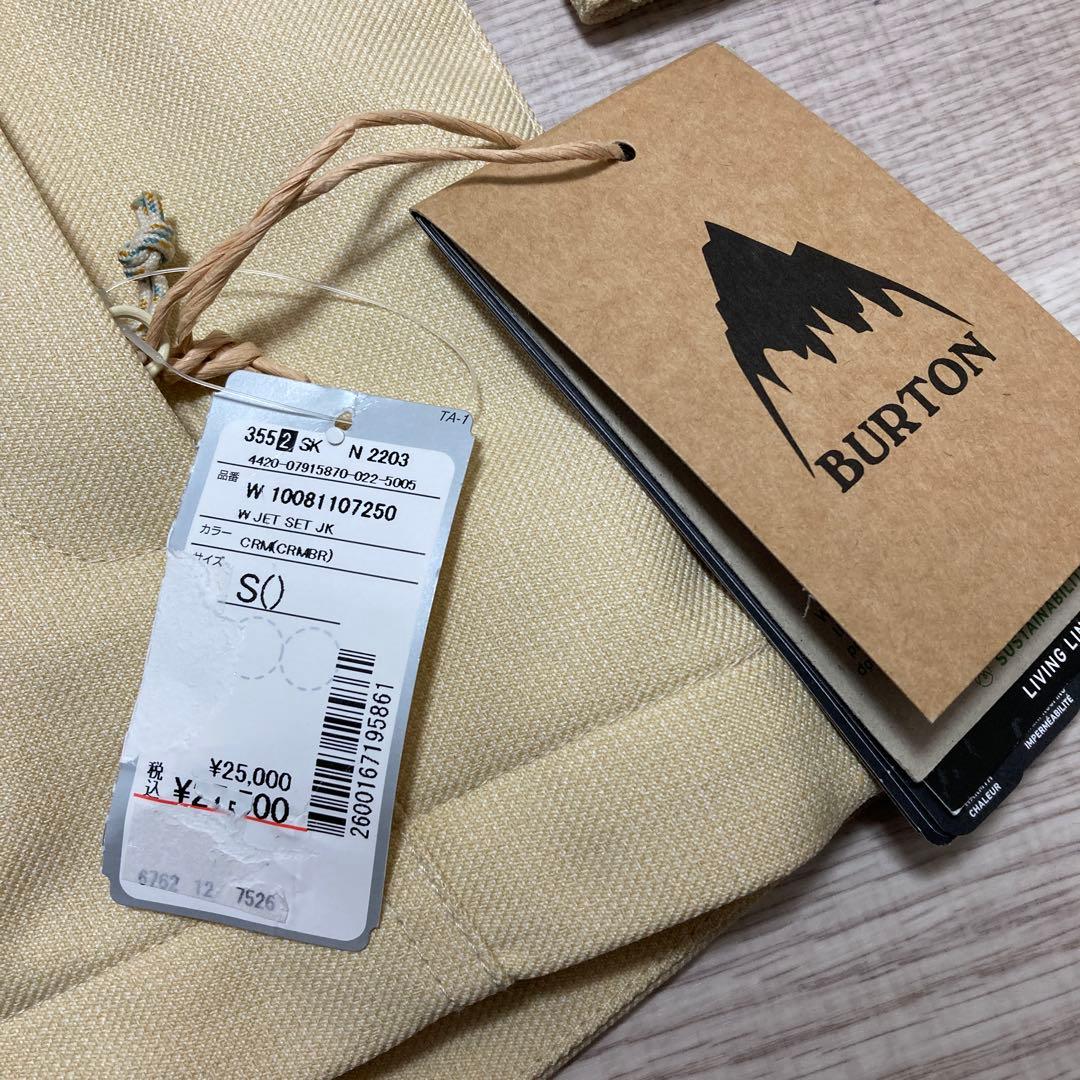 TA-1
3552 SK N 2203
4420-07915870-022-5005
品番 W 10081107250
W JET SET JK
カラー CRM(CRMBR)
サイズ
S()
¥25,000
税込
2600167195861
6762 12 7526
BURTON
SUSTAINABILIT
LIVING LIN
IMPERMÉABILITÉ
CHALEUR